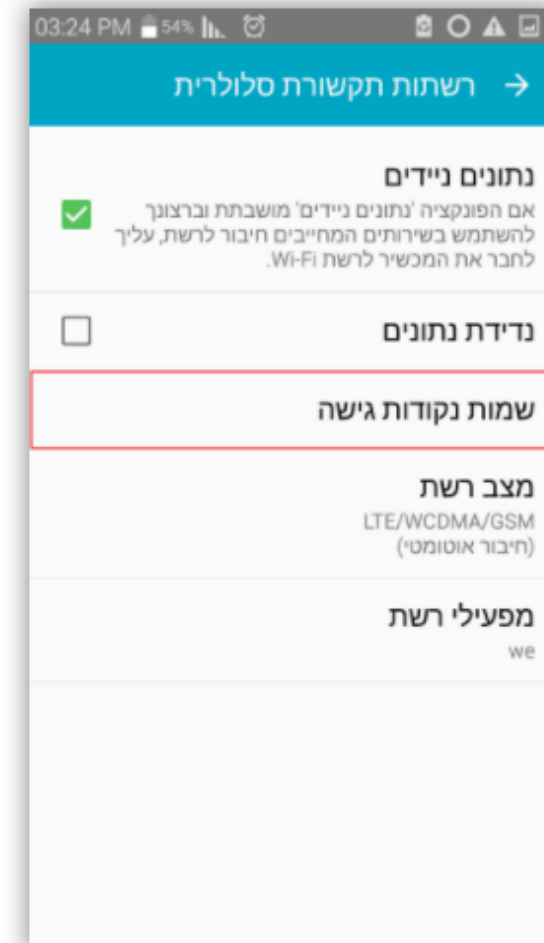 03:24 PM 54%
רשתות תקשורת סלולרית
נתונים ניידים
אם הפונקציה 'נתונים ניידים' מושבתת וברצונך
להשתמש בשירותים המחייבים חיבור לרשת, עליך
לחבר את המכשיר לרשת Wi-Fi.
נדידת נתונים
שמות נקודות גישה
מצב רשת
LTE/WCDMA/GSM
(חיבור אוטומטי)
מפעילי רשת
we